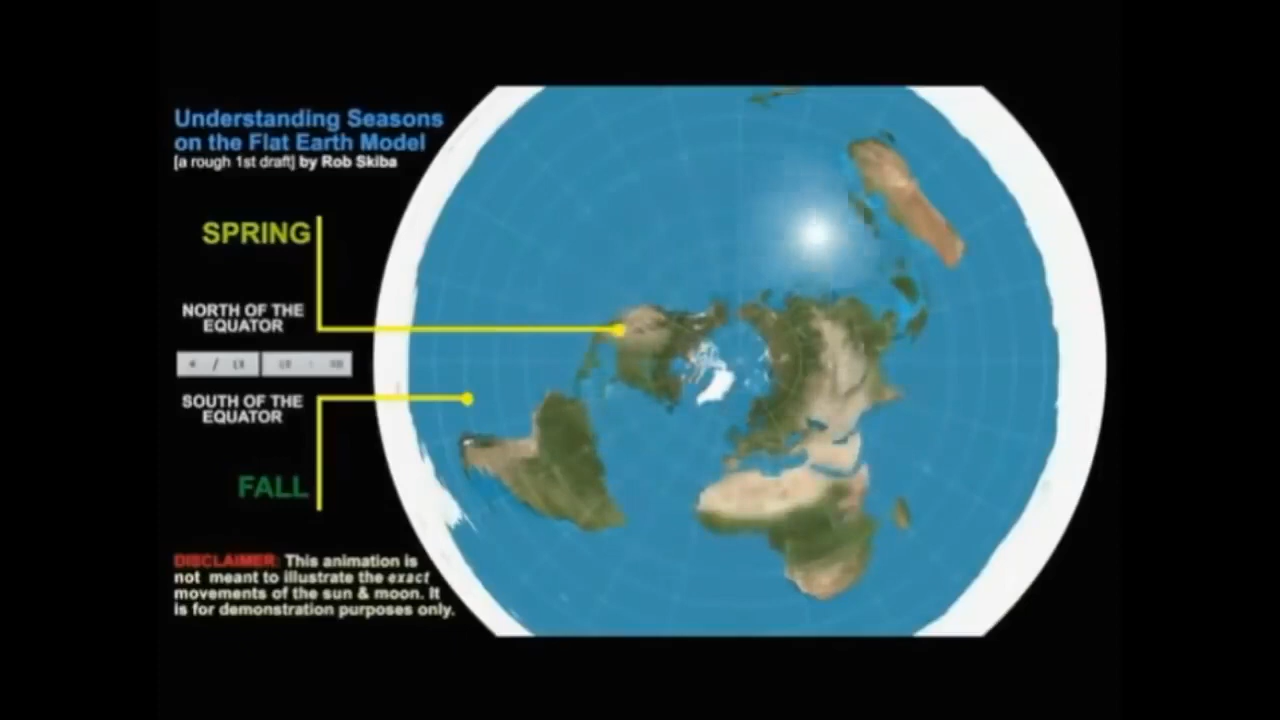 Understanding Seasons
on the Flat Earth Model
[a rough 1st draft] by Rob Skiba
SPRING
NORTH OF THE
EQUATOR
SOUTH OF THE
EQUATOR
FALL
DISCLAIMER: This animation is
not meant to illustrate the exact
movements of the sun & moon. It
is for demonstration purposes only.